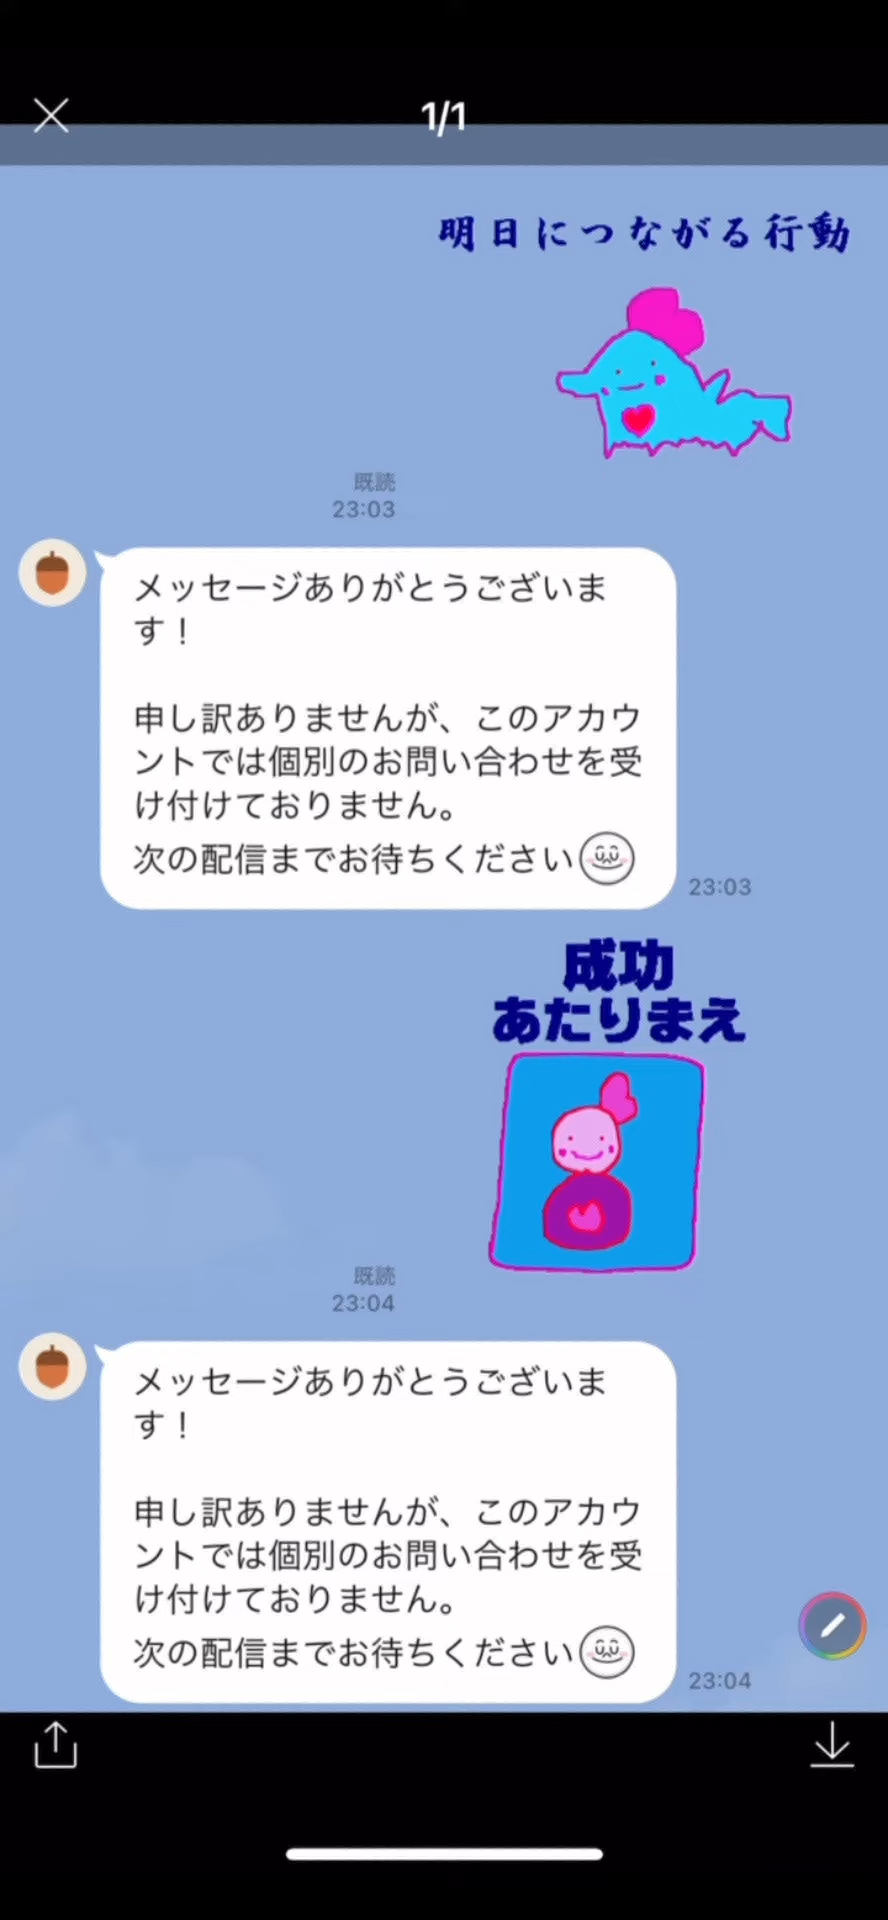 1/1
明日につながる行動
既読
23:03
メッセージありがとうございま
す！
申し訳ありませんが、このアカウ
ントでは個別のお問い合わせを受
け付けておりません。
次の配信までお待ちください
23:03
成功
あたりまえ
既読
23:04
メッセージありがとうございま
す！
申し訳ありませんが、このアカウ
ントでは個別のお問い合わせを受
け付けておりません。
次の配信までお待ちください
23:04